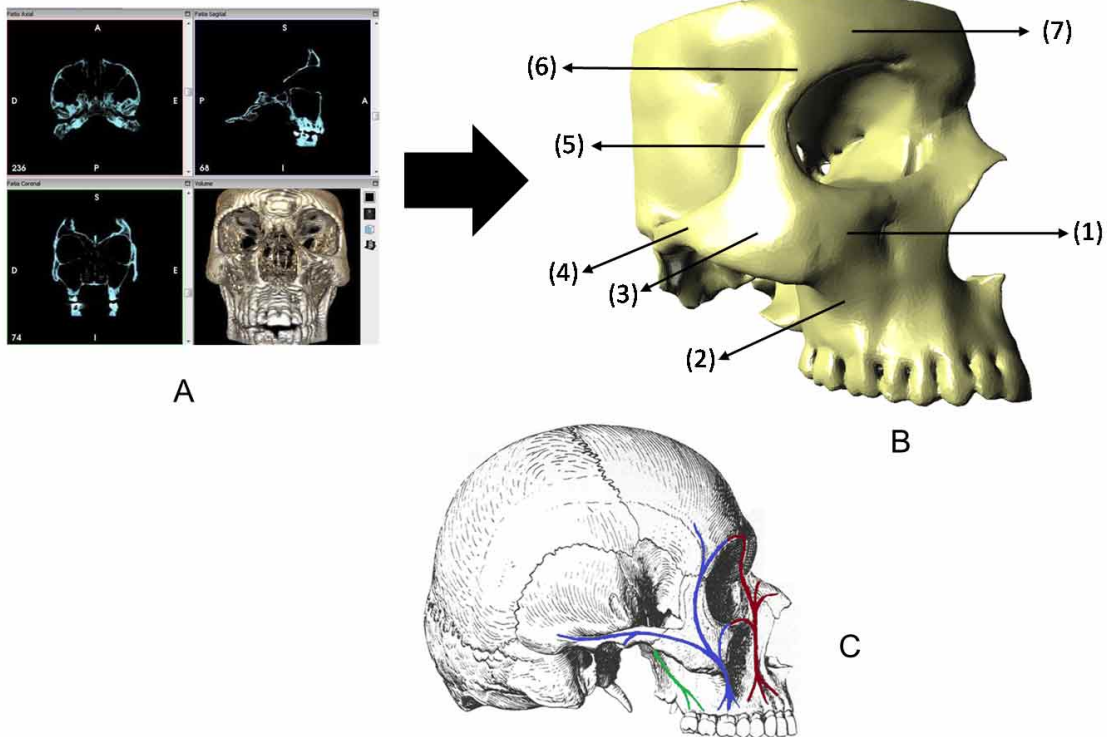 Fatia Axial
Fatia Sagital
A
D
E
236
P
S
P
A
68
I
Fatia Coronal
Volume
S
D
E
74
I
A
(7)
(6)
(5)
(1)
(4)
(3)
(2)
B
C